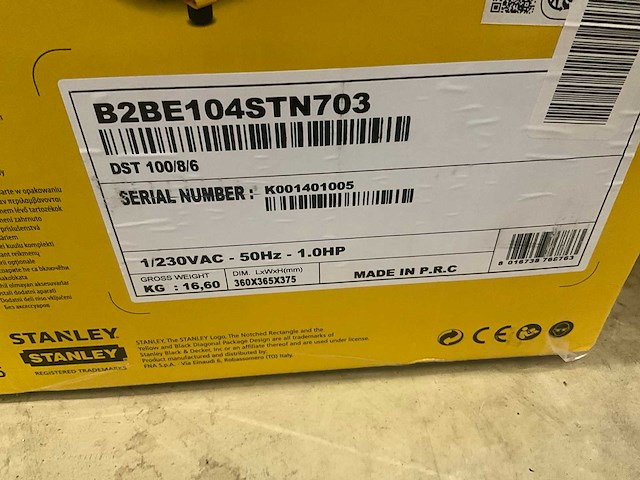 B2BE104STN703
DST 100/8/6
SERIAL NUMBER : K001401005
1/230VAC - 50Hz - 1.0HP
GROSS WEIGHT
KG : 16,60
DIM. LxWxH(mm)
360X365X375
MADE IN P.R.C
8 016738 766763
STANLEY.
STANLEY
REGISTERED TRADEMARKS
STANLEY, The STANLEY Logo, The Notched Rectangle and the
Yellow and Black Diagonal Package Design are all trademarks of
Stanley Black & Decker, Inc or an affiliate thereof and are used under license.
Product manufactured and distributed by:
FNA S.p.A. - Via Einaudi 6, Robassomero (TO) Italy.
CE